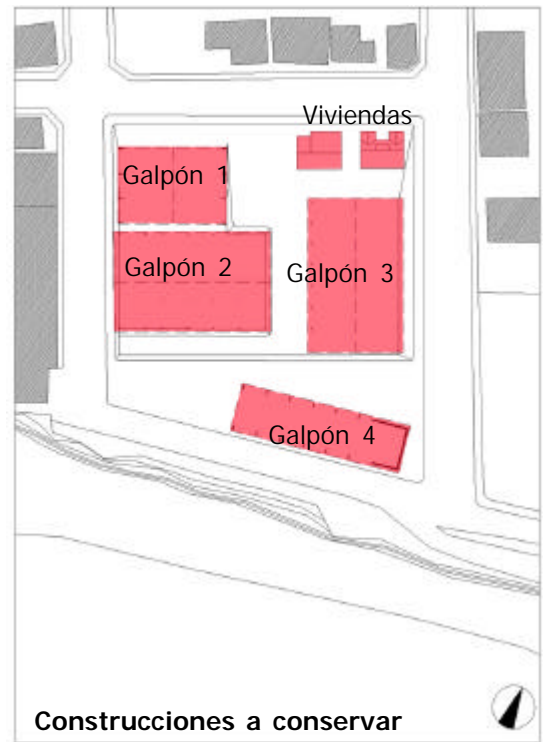 Viviendas
Galpón 1
Galpón 2
Galpón 3
Galpón 4
Construcciones a conservar